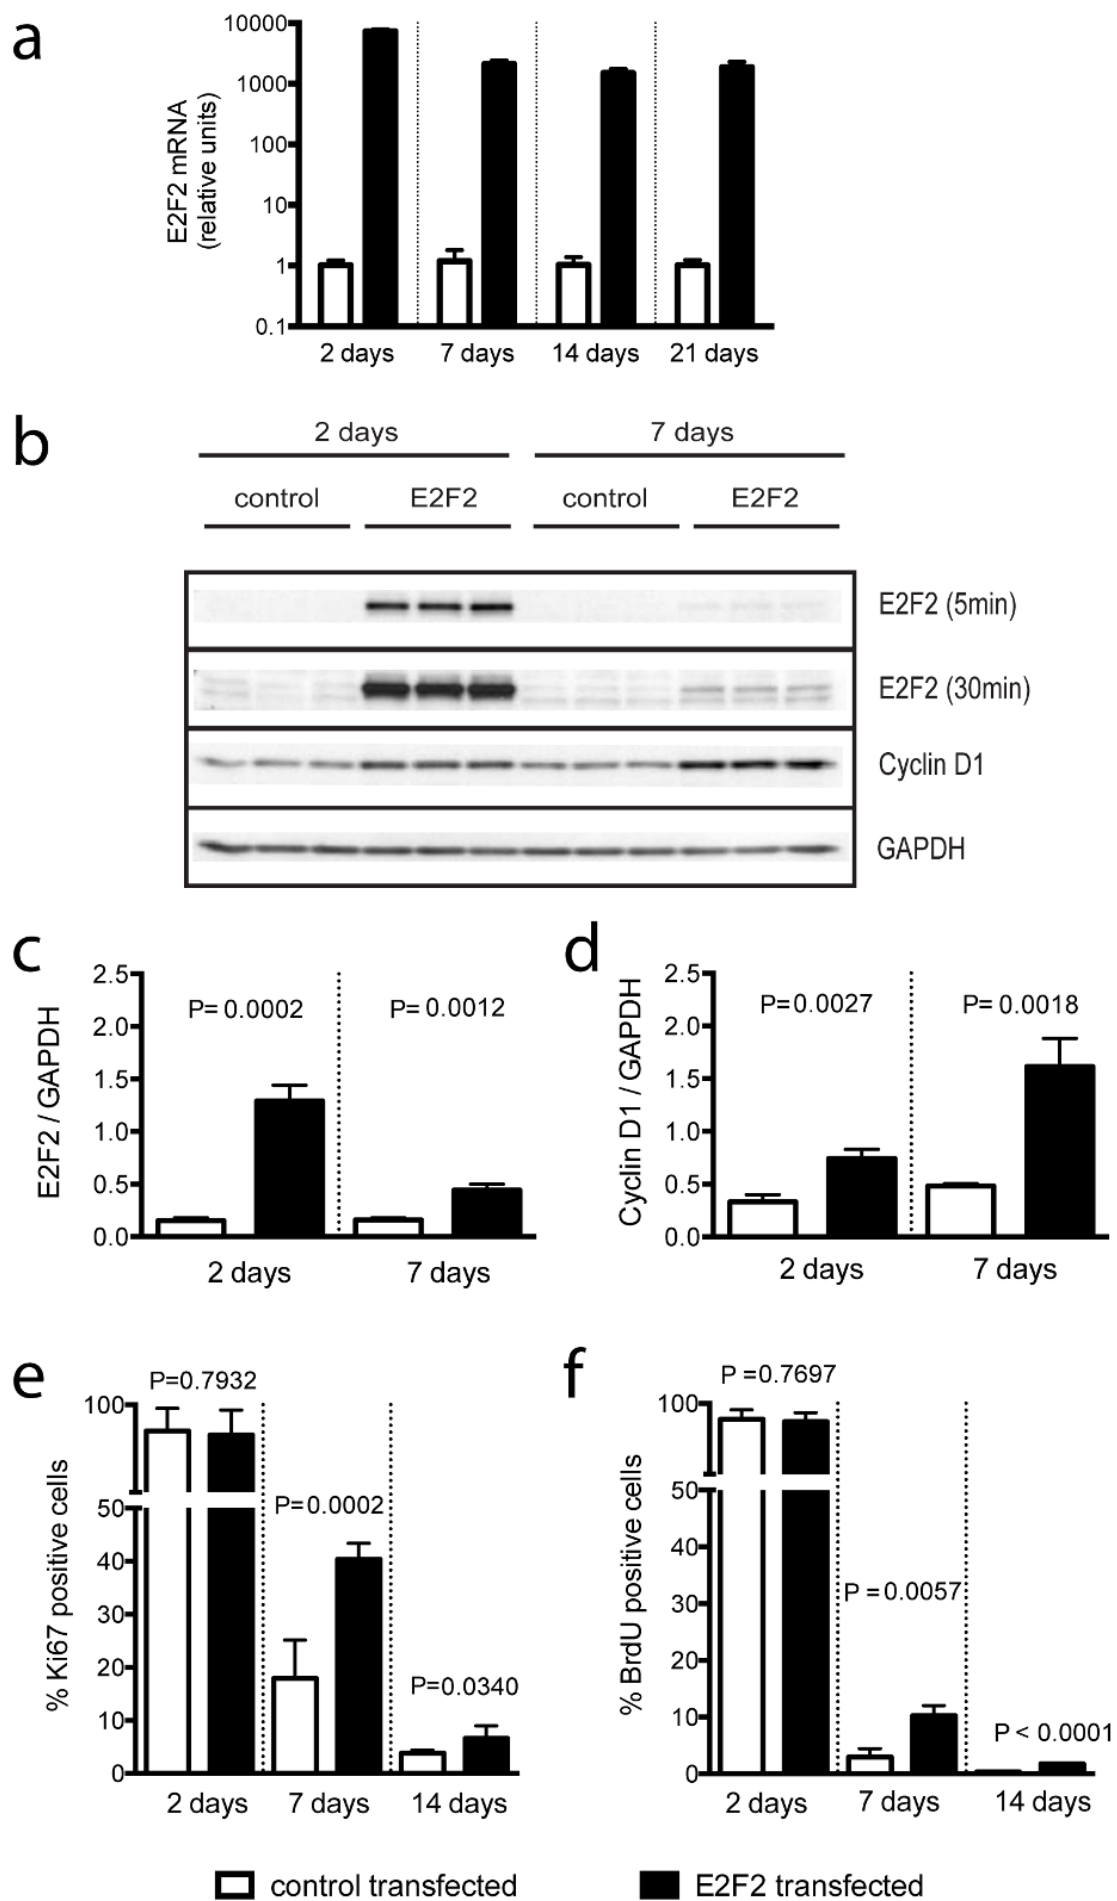 a
10000
1000
100
10
1
0.1
E2F2 mRNA
(relative units)
2 days 7 days 14 days 21 days
b
2 days 7 days
control E2F2 control E2F2
E2F2 (5min)
E2F2 (30min)
Cyclin D1
GAPDH
c
2.5
2.0
1.5
1.0
0.5
0.0
E2F2 / GAPDH
P= 0.0002 P= 0.0012
2 days 7 days
d
2.5
2.0
1.5
1.0
0.5
0.0
Cyclin D1 / GAPDH
P=0.0027 P=0.0018
2 days 7 days
e
100
50
40
30
20
10
0
% Ki67 positive cells
P=0.7932
P=0.0002
P=0.0340
2 days 7 days 14 days
f
100
50
40
30
20
10
0
% BrdU positive cells
P =0.7697
P =0.0057
P < 0.0001
2 days 7 days 14 days
control transfected E2F2 transfected